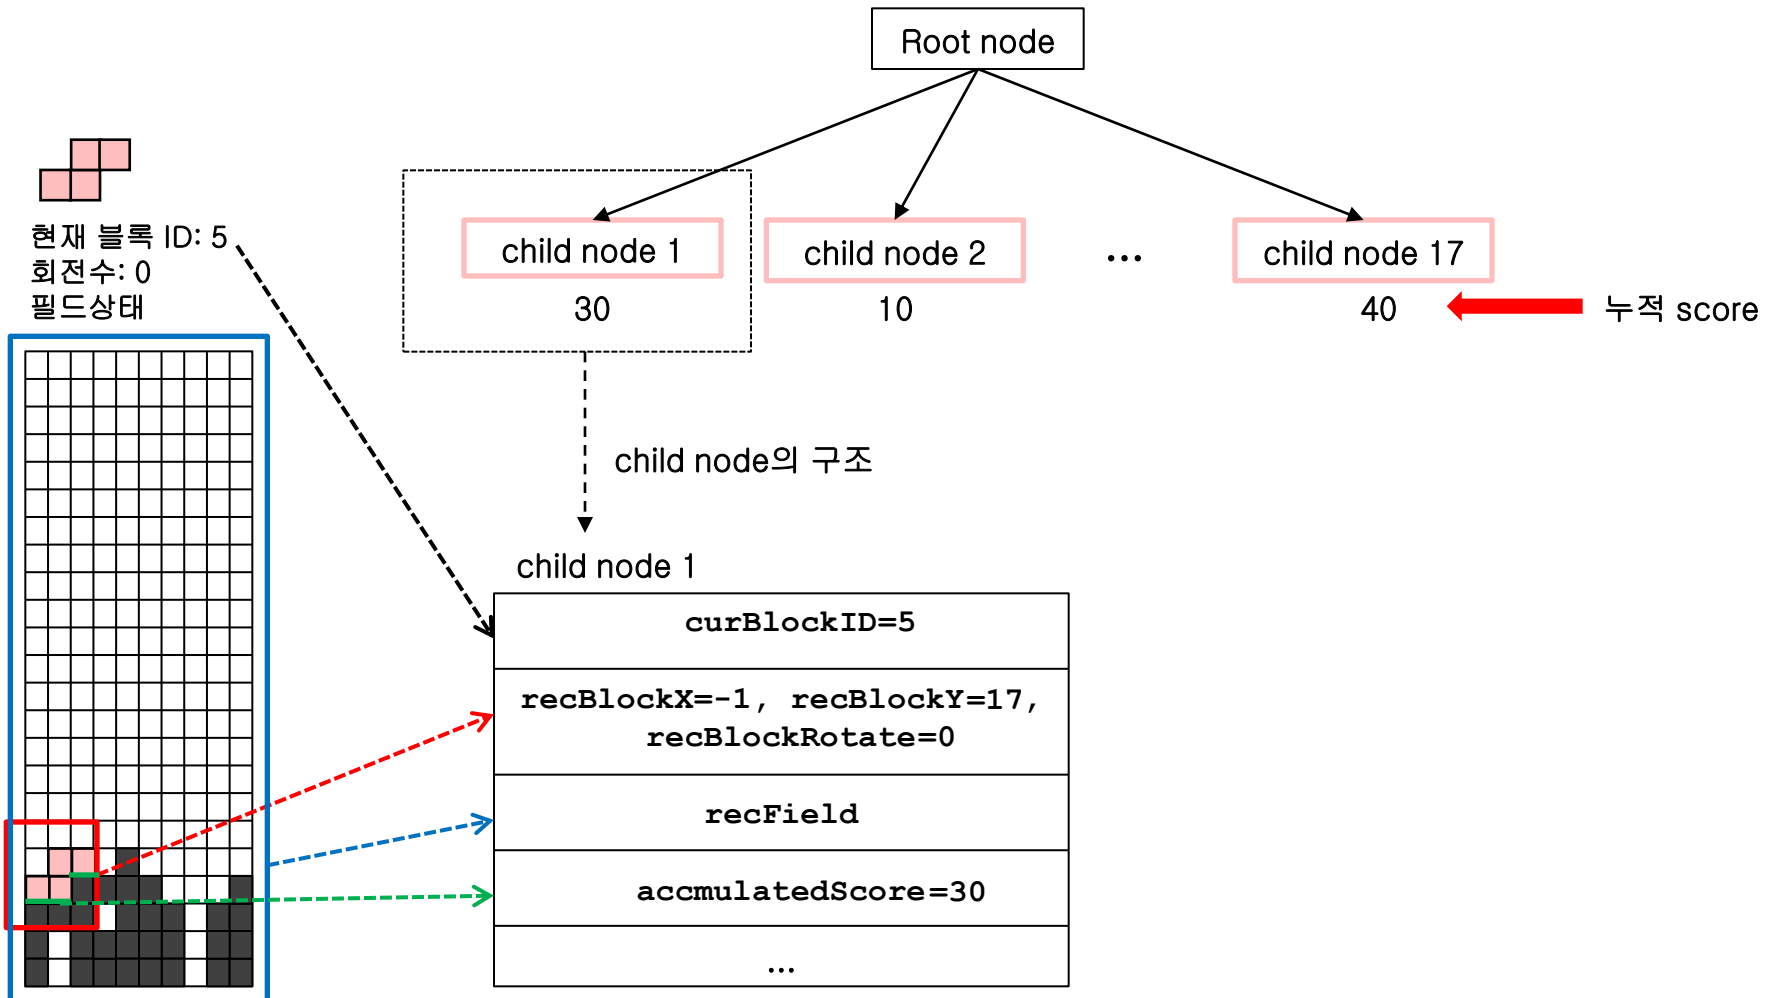 Root node
현재 블록 ID: 5
회전수: 0
필드상태
child node 1
child node 2
...
child node 17
30
10
40
누적 score
child node의 구조
child node 1
curBlockID=5
recBlockX=-1, recBlockY=17,
recBlockRotate=0
recField
accmulatedScore=30
...